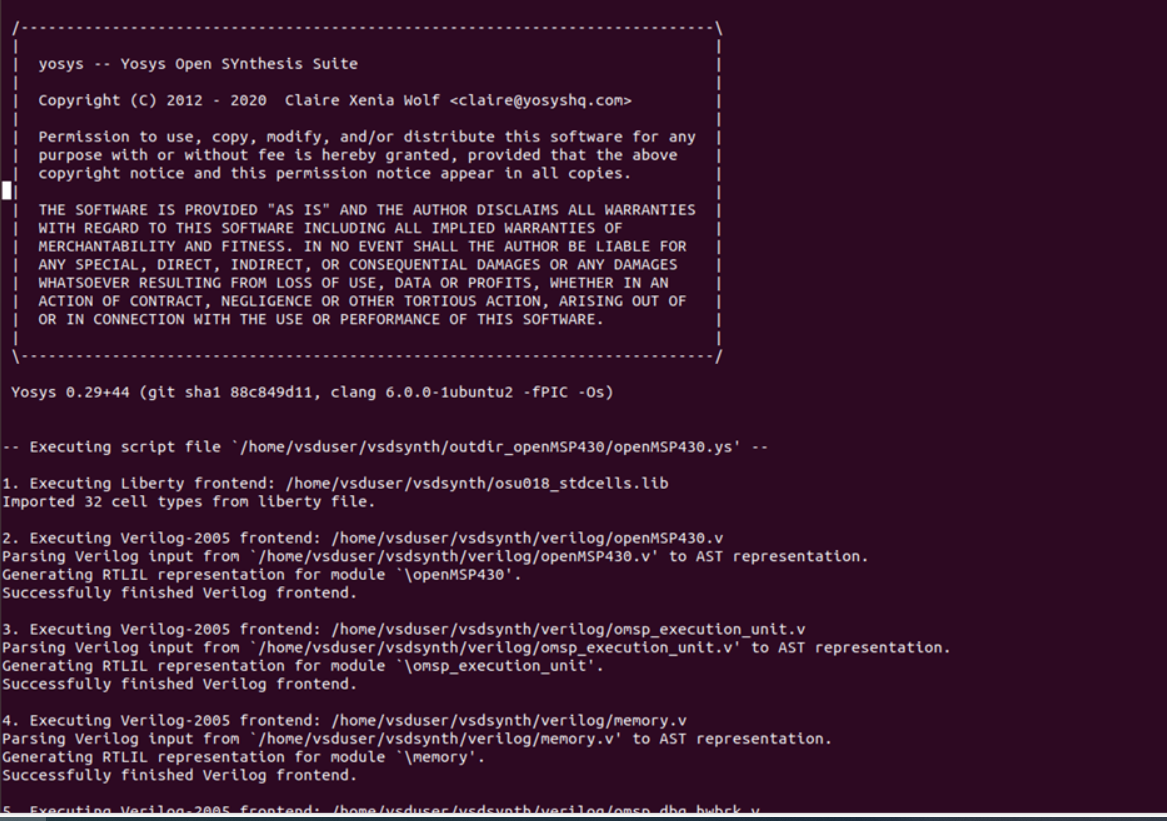 /----------------------------------------------------------------------------\
| |
| yosys -- Yosys Open SYnthesis Suite |
| |
| Copyright (C) 2012 - 2020  Claire Xenia Wolf <claire@yosyshq.com> |
| |
| Permission to use, copy, modify, and/or distribute this software for any |
| purpose with or without fee is hereby granted, provided that the above |
| copyright notice and this permission notice appear in all copies. |
| |
| THE SOFTWARE IS PROVIDED "AS IS" AND THE AUTHOR DISCLAIMS ALL WARRANTIES |
| WITH REGARD TO THIS SOFTWARE INCLUDING ALL IMPLIED WARRANTIES OF |
| MERCHANTABILITY AND FITNESS. IN NO EVENT SHALL THE AUTHOR BE LIABLE FOR |
| ANY SPECIAL, DIRECT, INDIRECT, OR CONSEQUENTIAL DAMAGES OR ANY DAMAGES |
| WHATSOEVER RESULTING FROM LOSS OF USE, DATA OR PROFITS, WHETHER IN AN |
| ACTION OF CONTRACT, NEGLIGENCE OR OTHER TORTIOUS ACTION, ARISING OUT OF |
| OR IN CONNECTION WITH THE USE OR PERFORMANCE OF THIS SOFTWARE. |
| |
\----------------------------------------------------------------------------/
Yosys 0.29+44 (git sha1 88c849d11, clang 6.0.0-1ubuntu2 -fPIC -Os)
-- Executing script file `/home/vsduser/vsdsynth/outdir_openMSP430/openMSP430.ys' --
1. Executing Liberty frontend: /home/vsduser/vsdsynth/osu018_stdcells.lib
Imported 32 cell types from liberty file.
2. Executing Verilog-2005 frontend: /home/vsduser/vsdsynth/verilog/openMSP430.v
Parsing Verilog input from `/home/vsduser/vsdsynth/verilog/openMSP430.v' to AST representation.
Generating RTLIL representation for module `\openMSP430'.
Successfully finished Verilog frontend.
3. Executing Verilog-2005 frontend: /home/vsduser/vsdsynth/verilog/omsp_execution_unit.v
Parsing Verilog input from `/home/vsduser/vsdsynth/verilog/omsp_execution_unit.v' to AST representation.
Generating RTLIL representation for module `\omsp_execution_unit'.
Successfully finished Verilog frontend.
4. Executing Verilog-2005 frontend: /home/vsduser/vsdsynth/verilog/memory.v
Parsing Verilog input from `/home/vsduser/vsdsynth/verilog/memory.v' to AST representation.
Generating RTLIL representation for module `\memory'.
Successfully finished Verilog frontend.
5. Executing Verilog-2005 frontend: /home/vsduser/vsdsynth/verilog/omsp_dbg_hwbrk.v